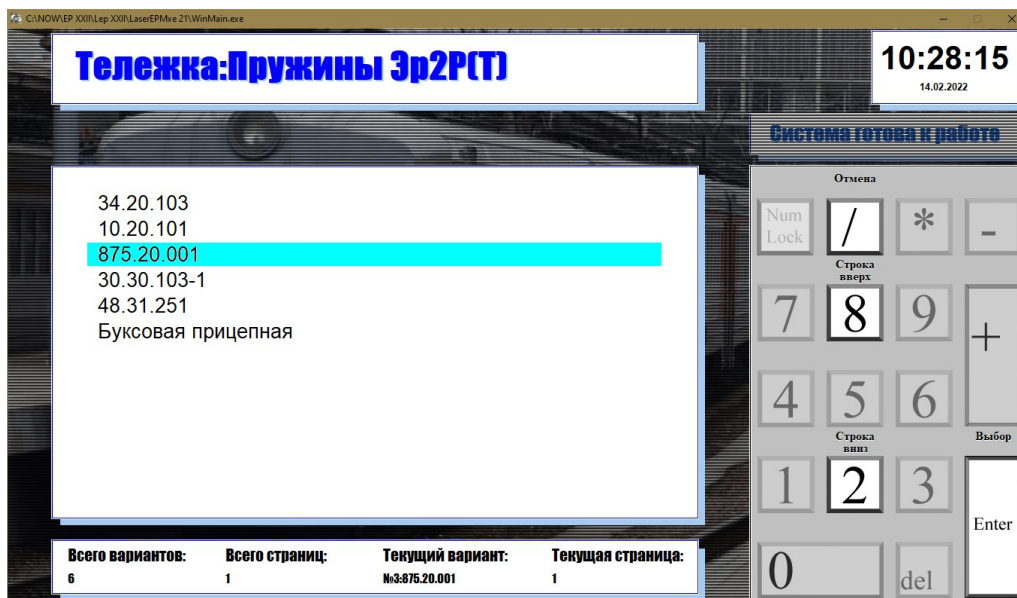 C:\NOW\EP XXII\Lep XXII\LaserEPMxe 21\WinMain.exe
Тележка:Пружины Эр2Р(Т)
10:28:15
14.02.2022
Система готова к работе
34.20.103
10.20.101
875.20.001
30.30.103-1
48.31.251
Буксовая прицепная
Отмена
Num Lock / * -
Строка вверх
7 8 9 +
4 5 6
Строка вниз
Выбор
1 2 3 Enter
0 del
Всего вариантов: Всего страниц: Текущий вариант: Текущая страница:
6 1 №3:875.20.001 1